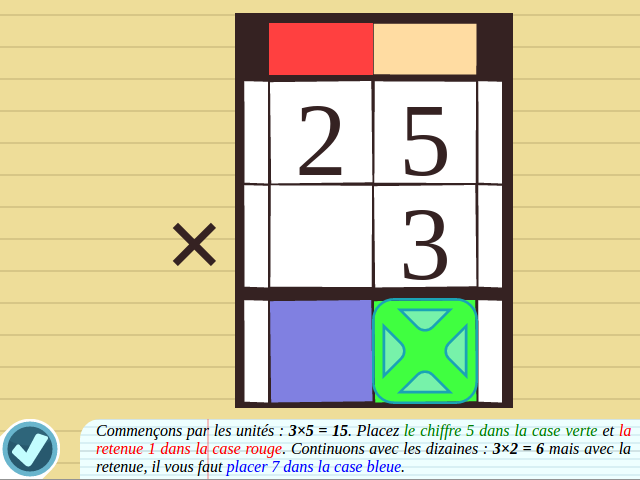 2 5
× 3
Commençons par les unités : 3×5 = 15. Placez le chiffre 5 dans la case verte et la
retenue 1 dans la case rouge. Continuons avec les dizaines : 3×2 = 6 mais avec la
retenue, il vous faut placer 7 dans la case bleue.